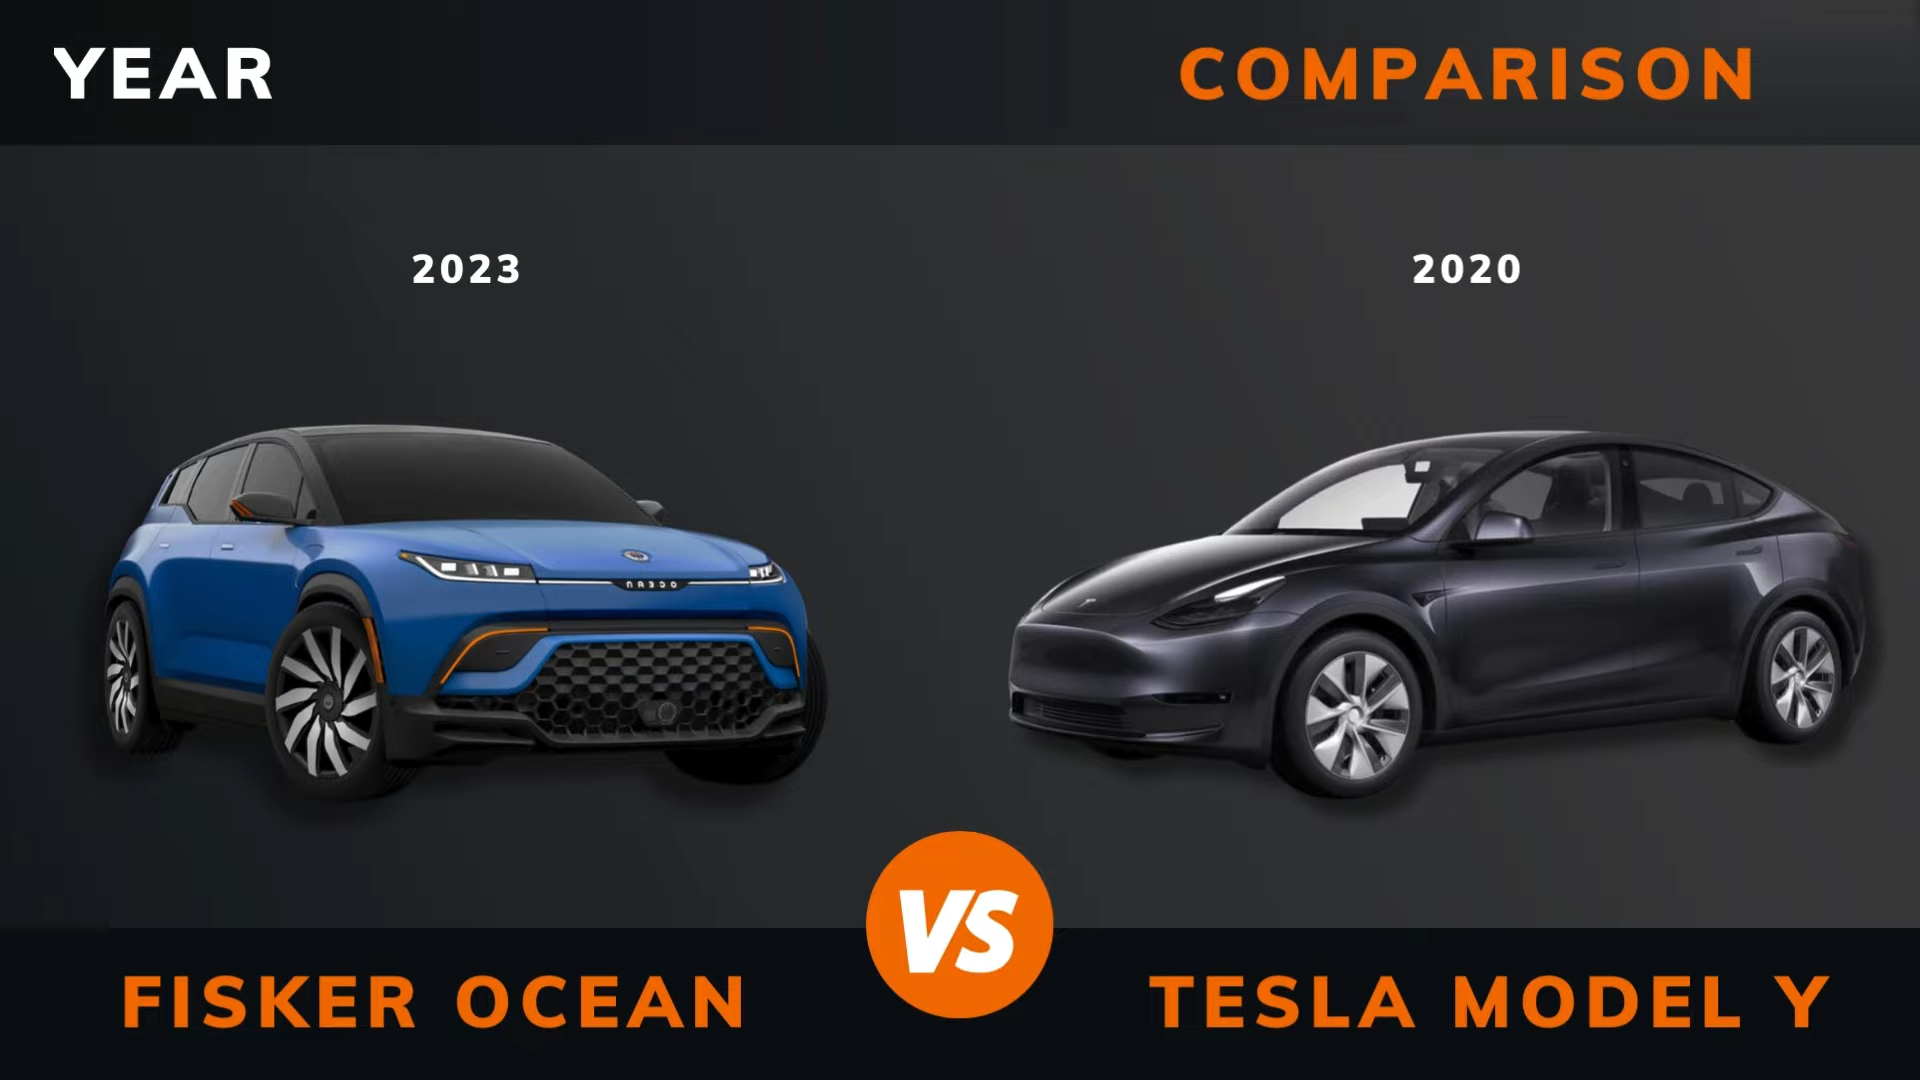 YEAR
COMPARISON
2023
2020
VS
FISKER OCEAN
TESLA MODEL Y